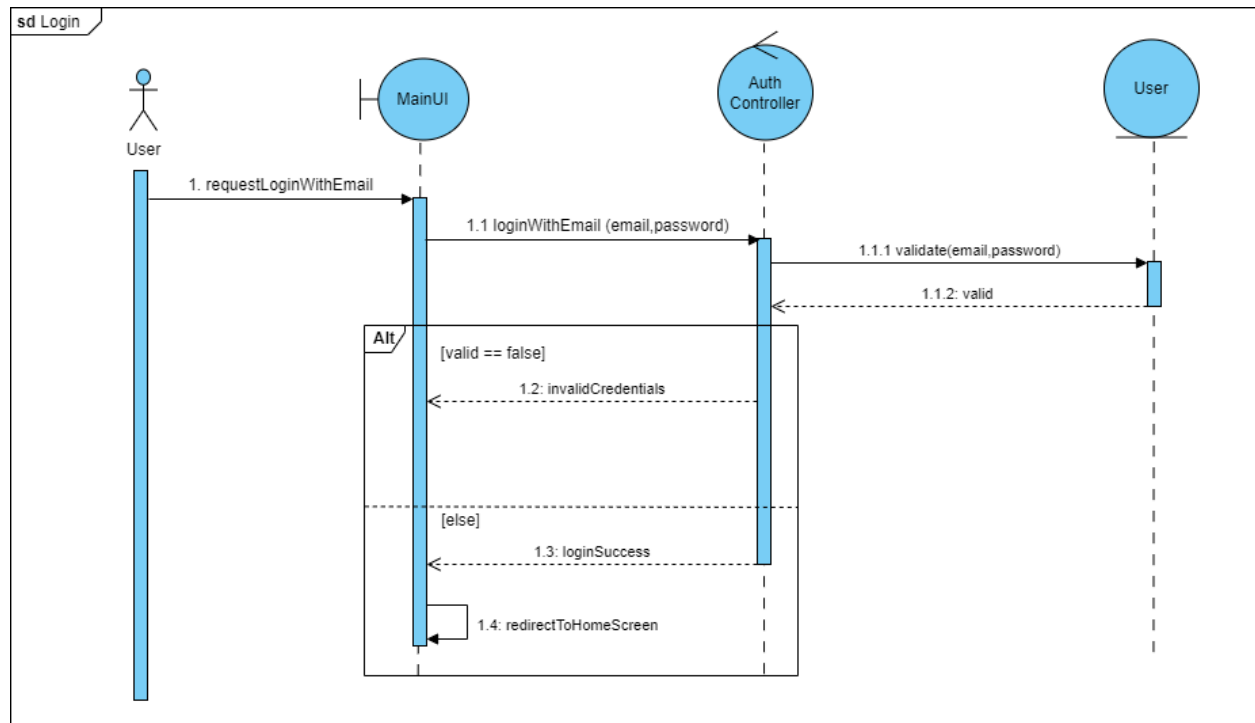 sd Login
User
MainUI
Auth
Controller
User
1. requestLoginWithEmail
1.1 loginWithEmail (email,password)
1.1.1 validate(email,password)
1.1.2: valid
Alt
[valid == false]
1.2: invalidCredentials
[else]
1.3: loginSuccess
1.4: redirectToHomeScreen